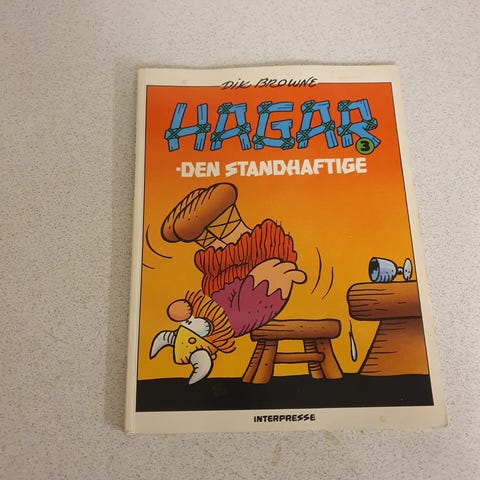 DIK BROWNE
HAGAR
3
-DEN STANDHAFTIGE
INTERPRESSE